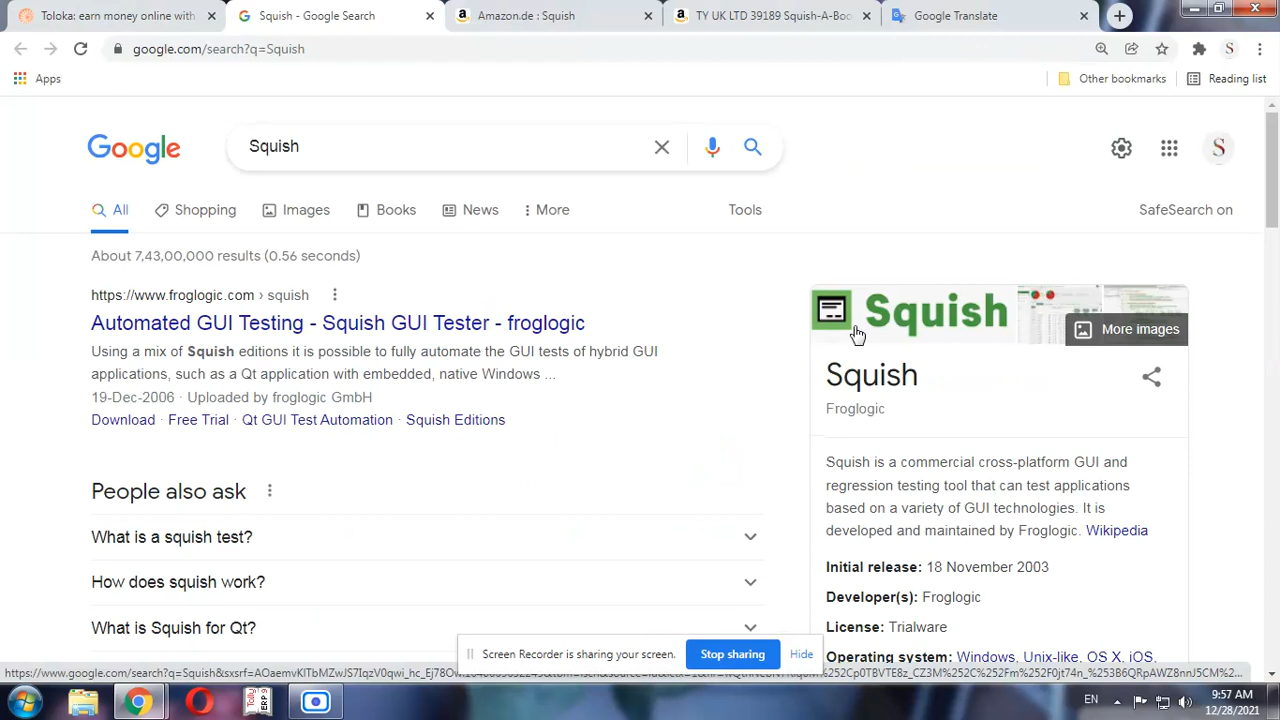 Toloka: earn money online with
Squish - Google Search
Amazon.de - Squish
TY UK LTD 39189 Squish-A-Boo
Google Translate
google.com/search?q=Squish
S
Apps
Other bookmarks
Reading list
Google
Squish
S
All
Shopping
Images
Books
News
More
Tools
SafeSearch on
About 7,43,00,000 results (0.56 seconds)
https://www.froglogic.com › squish
Automated GUI Testing - Squish GUI Tester - froglogic
Using a mix of Squish editions it is possible to fully automate the GUI tests of hybrid GUI
applications, such as a Qt application with embedded, native Windows ...
19-Dec-2006 · Uploaded by froglogic GmbH
Download · Free Trial · Qt GUI Test Automation · Squish Editions
People also ask
What is a squish test?
How does squish work?
What is Squish for Qt?
Squish
More images
Squish
Froglogic
Squish is a commercial cross-platform GUI and
regression testing tool that can test applications
based on a variety of GUI technologies. It is
developed and maintained by Froglogic. Wikipedia
Initial release: 18 November 2003
Developer(s): Froglogic
License: Trialware
Operating system: Windows, Unix-like, OS X, iOS,
Screen Recorder is sharing your screen.
Stop sharing
Hide
EN
9:57 AM
12/28/2021